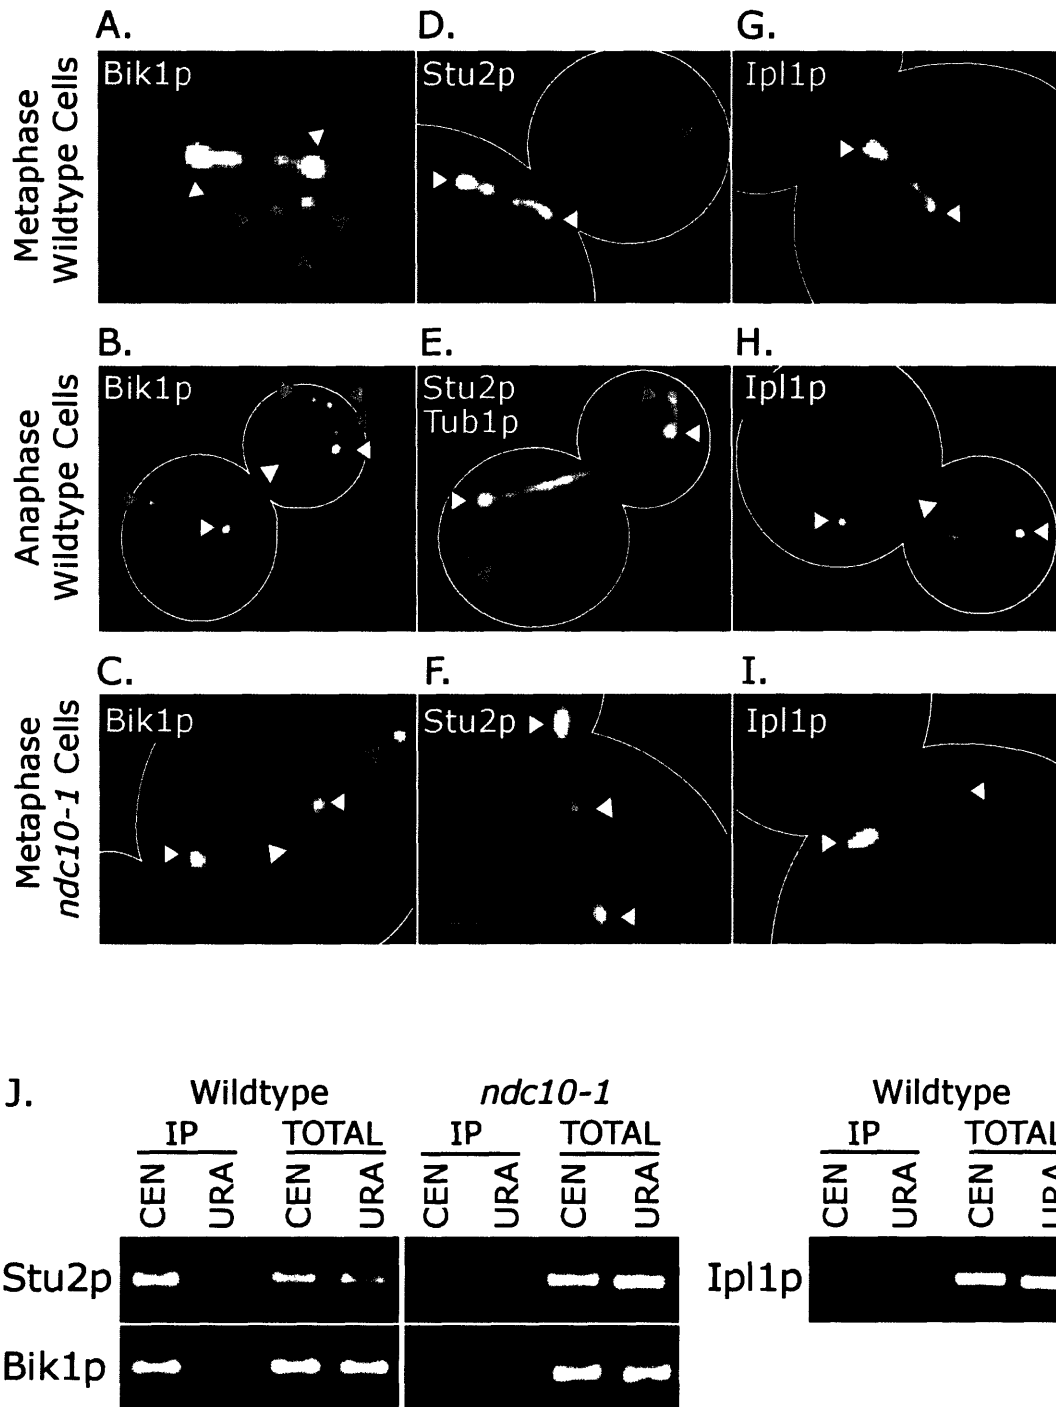 A.
D.
G.
Metaphase
Wildtype Cells
Bik1p
Stu2p
Ipl1p
B.
E.
H.
Anaphase
Wildtype Cells
Bik1p
Stu2p
Tub1p
Ipl1p
C.
F.
I.
Metaphase
ndc10-1 Cells
Bik1p
Stu2p
Ipl1p
J.
Wildtype
ndc10-1
Wildtype
IP
TOTAL
IP
TOTAL
IP
TOTAL
CEN
URA
CEN
URA
CEN
URA
CEN
URA
CEN
URA
CEN
URA
Stu2p
Ipl1p
Bik1p